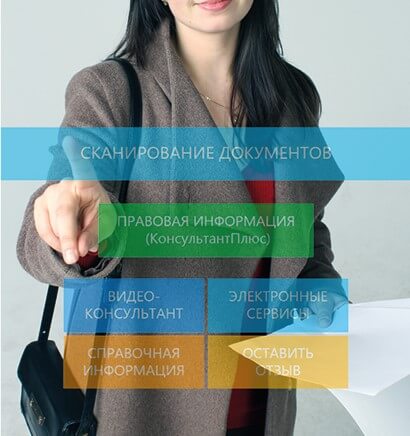 СКАНИРОВАНИЕ ДОКУМЕНТОВ
ПРАВОВАЯ ИНФОРМАЦИЯ
(КонсультантПлюс)
ВИДЕО-
КОНСУЛЬТАНТ
ЭЛЕКТРОННЫЕ
СЕРВИСЫ
СПРАВОЧНАЯ
ИНФОРМАЦИЯ
ОСТАВИТЬ
ОТЗЫВ